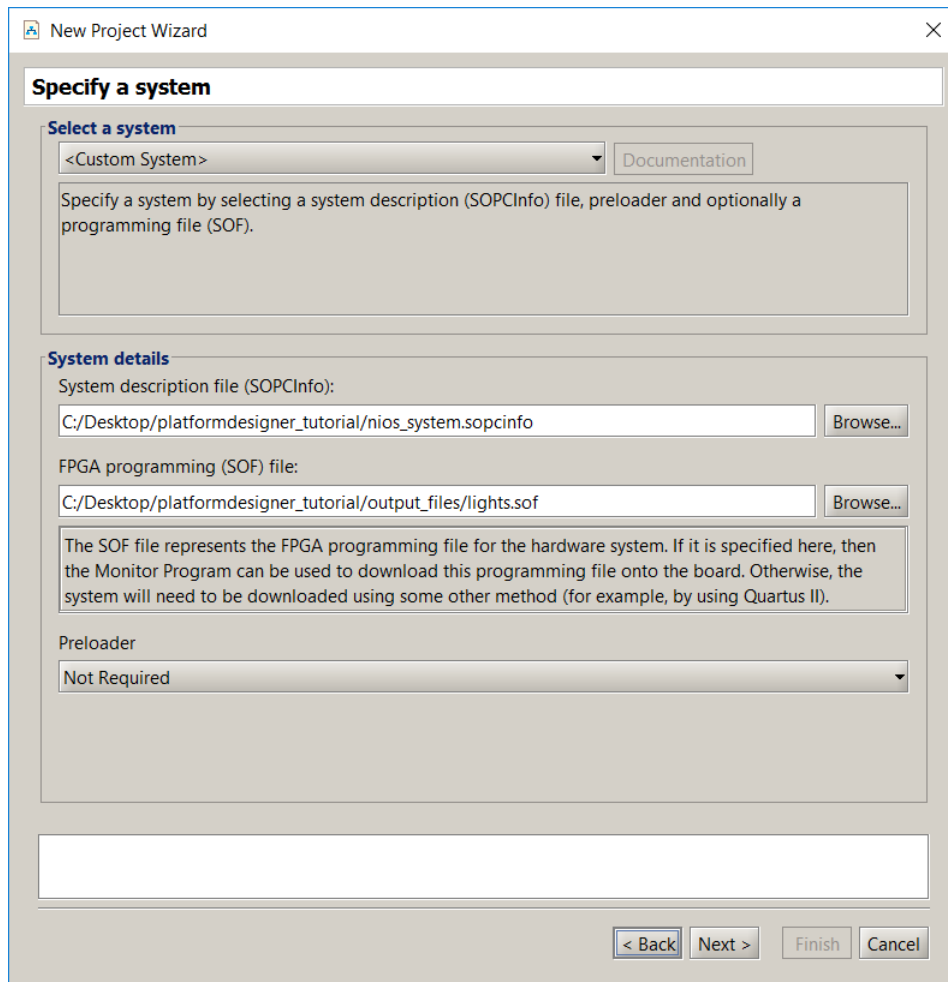 New Project Wizard
Specify a system
Select a system
<Custom System>
Documentation
Specify a system by selecting a system description (SOPCInfo) file, preloader and optionally a
programming file (SOF).
System details
System description file (SOPCInfo):
C:/Desktop/platformdesigner_tutorial/nios_system.sopcinfo
Browse...
FPGA programming (SOF) file:
C:/Desktop/platformdesigner_tutorial/output_files/lights.sof
Browse...
The SOF file represents the FPGA programming file for the hardware system. If it is specified here, then
the Monitor Program can be used to download this programming file onto the board. Otherwise, the
system will need to be downloaded using some other method (for example, by using Quartus II).
Preloader
Not Required
< Back
Next >
Finish
Cancel